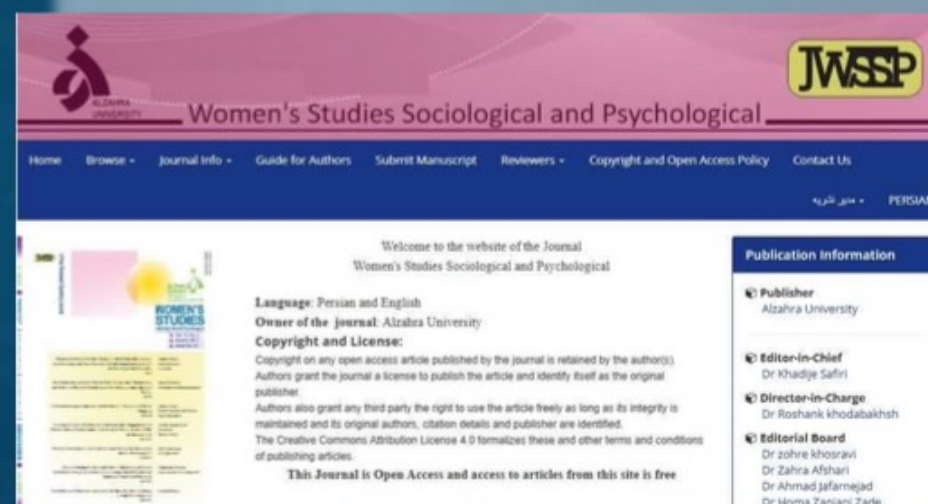 ALZAHRA
UNIVERSITY
Women's Studies Sociological and Psychological
JWSSP
Home Browse Journal Info Guide for Authors Submit Manuscript Reviewers Copyright and Open Access Policy Contact Us
مدیر نشریه PERSIAN
WOMEN'S
STUDIES
Welcome to the website of the Journal
Women's Studies Sociological and Psychological
Language: Persian and English
Owner of the journal: Alzahra University
Copyright and License:
Copyright on any open access article published by the journal is retained by the author(s).
Authors grant the journal a license to publish the article and identify itself as the original
publisher.
Authors also grant any third party the right to use the article freely as long as its integrity is
maintained and its original authors, citation details and publisher are identified.
The Creative Commons Attribution License 4.0 formalizes these and other terms and conditions
of publishing articles.
This Journal is Open Access and access to articles from this site is free
Publication Information
Publisher
Alzahra University
Editor-in-Chief
Dr Khadije Safiri
Director-in-Charge
Dr Roshank khodabakhsh
Editorial Board
Dr zohre khosravi
Dr Zahra Afshari
Dr Ahmad Jafarnejad
Dr Homa Zanjani Zade